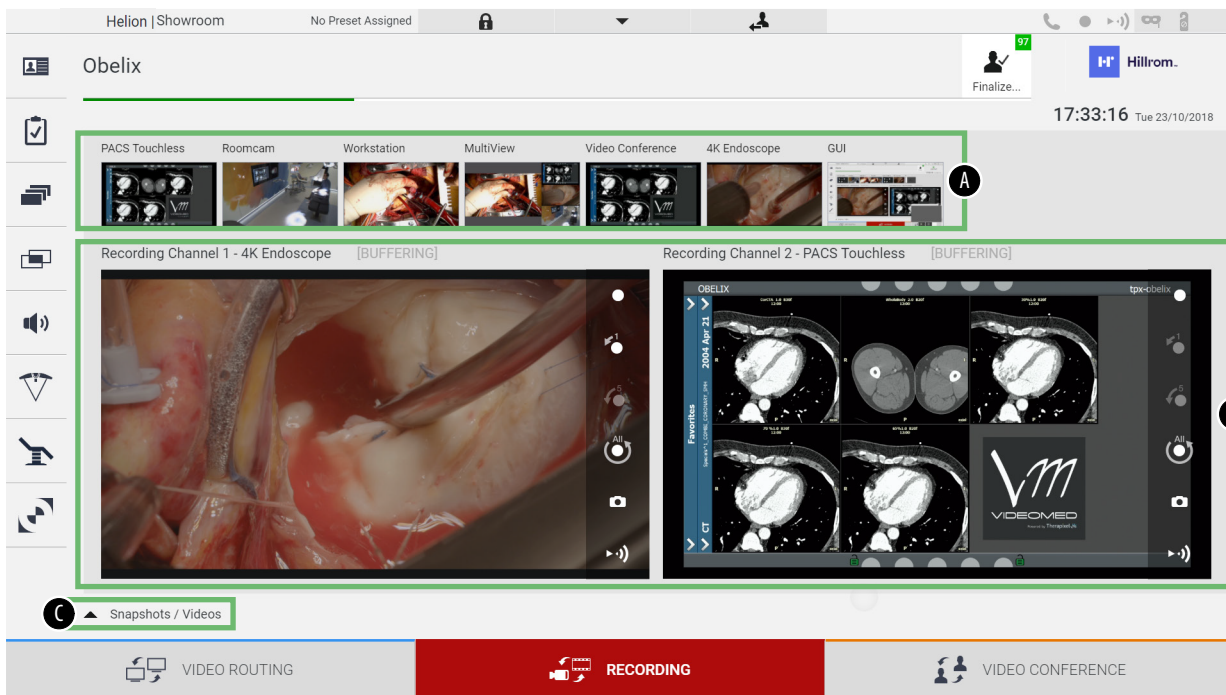 Helion | Showroom No Preset Assigned
97
Obelix
Finalize...
Hillrom™
17:33:16 Tue 23/10/2018
PACS Touchless Roomcam Workstation MultiView Video Conference 4K Endoscope GUI
A
Recording Channel 1 - 4K Endoscope [BUFFERING] Recording Channel 2 - PACS Touchless [BUFFERING]
OBELIX tpx-obelix
2004 Apr 21
Favorites
CT
1
5
All
1
5
All
VM
VIDEOMED
C
Snapshots / Videos
VIDEO ROUTING RECORDING VIDEO CONFERENCE